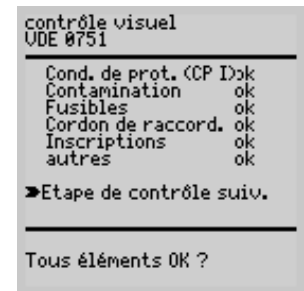 contrôle visuel
VDE 0751
Cond. de prot. (CP I)ok
Contamination ok
Fusibles ok
Cordon de raccord. ok
Inscriptions ok
autres ok
➤Etape de contrôle suiv.
Tous éléments OK ?